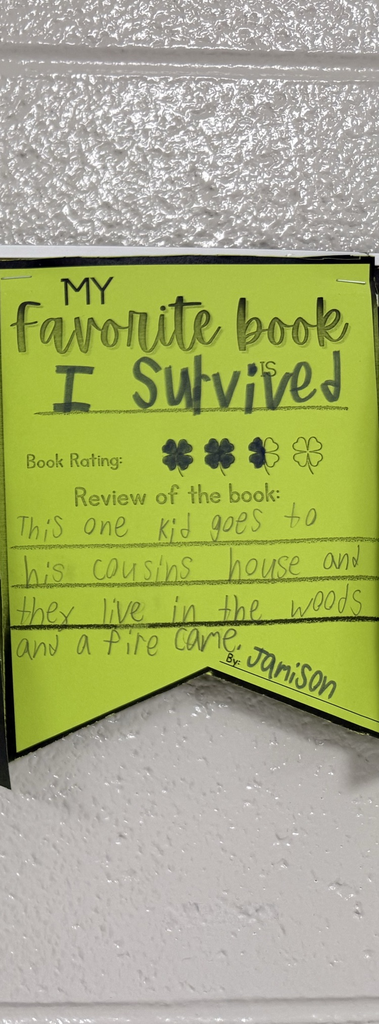 MY
favorite book
IS
I Survived
Book Rating:
Review of the book:
This one kid goes to
his cousins house and
they live in the woods
and a fire came.
By: Jamison